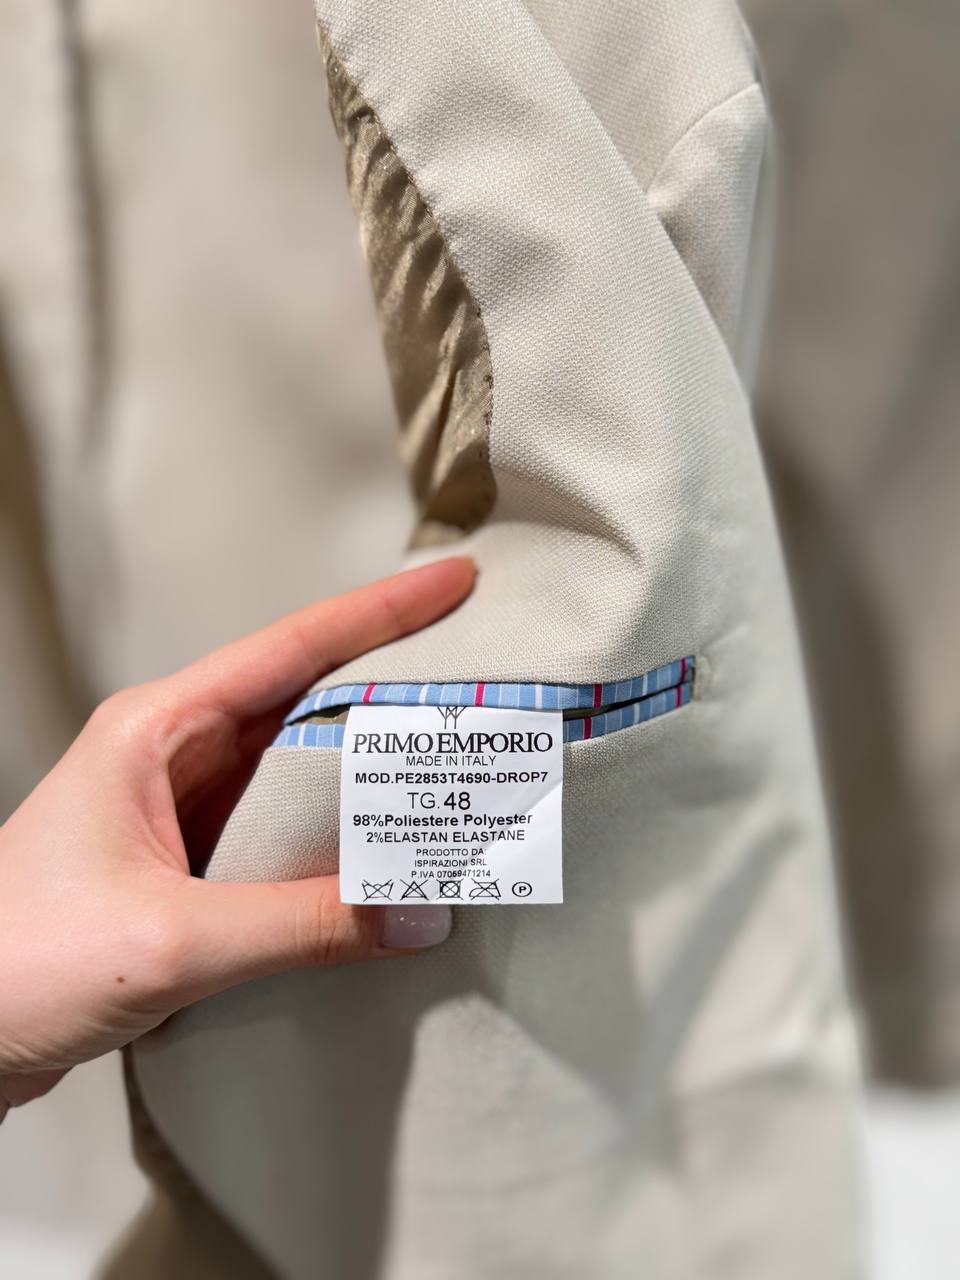 PRIMO EMPORIO
MADE IN ITALY
MOD.PE2853T4690-DROP7
TG. 48
98%Poliestere Polyester
2%ELASTAN ELASTANE
PRODOTTO DA:
ISPIRAZIONI SRL
P.IVA 07059471214
P